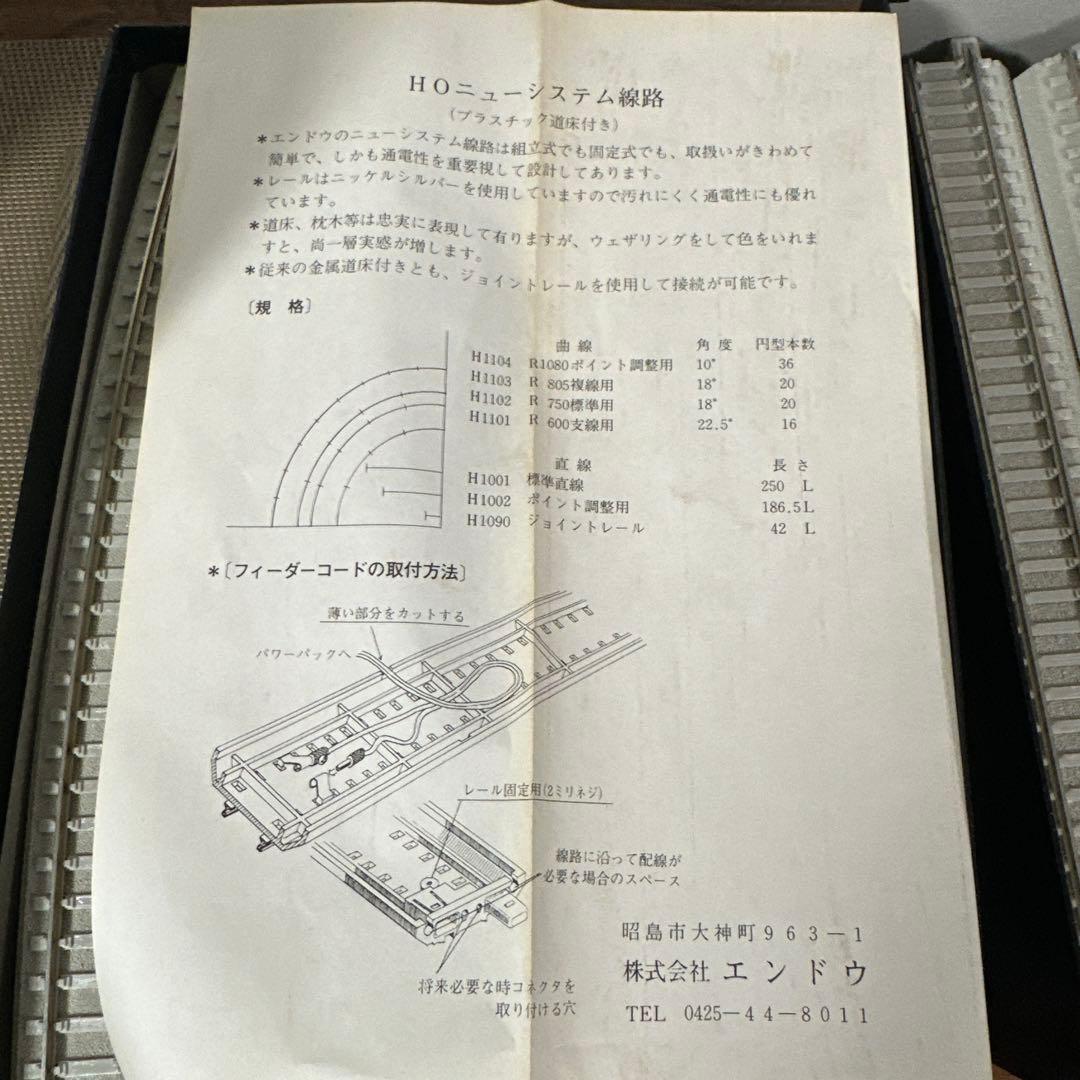 HOニューシステム線路
(プラスチック道床付き)
*エンドウのニューシステム線路は組立式でも固定式でも、取扱いがきわめて
簡単で、しかも通電性を重要視して設計してあります。
*レールはニッケルシルバーを使用していますので汚れにくく通電性にも優れ
ています。
*道床、枕木等は忠実に表現して有りますが、ウェザリングをして色をいれま
すと、尚一層実感が増します。
*従来の金属道床付きとも、ジョイントレールを使用して接続が可能です。
〔規 格〕
曲 線 角 度 円型本数
H1104 R1080ポイント調整用 10° 36
H1103 R 805複線用 18° 20
H1102 R 750標準用 18° 20
H1101 R 600支線用 22.5° 16
直 線 長 さ
H1001 標準直線 250 L
H1002 ポイント調整用 186.5L
H1090 ジョイントレール 42 L
*〔フィーダーコードの取付方法〕
薄い部分をカットする
パワーパックへ
レール固定用(2ミリネジ)
線路に沿って配線が
必要な場合のスペース
将来必要な時コネクタを
取り付ける穴
昭島市大神町963-1
株式会社 エンドウ
TEL 0425-44-8011